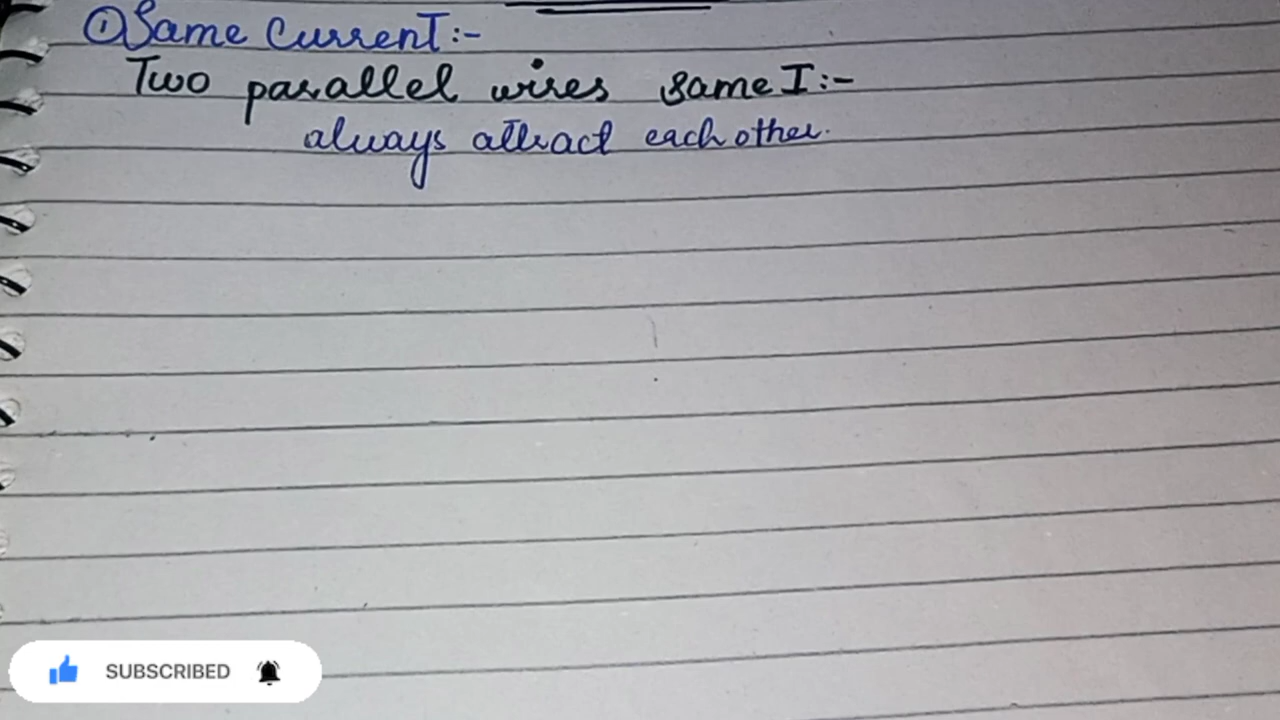 ① Same Current:-
Two parallel wires same I:-
always attract each other.
SUBSCRIBED